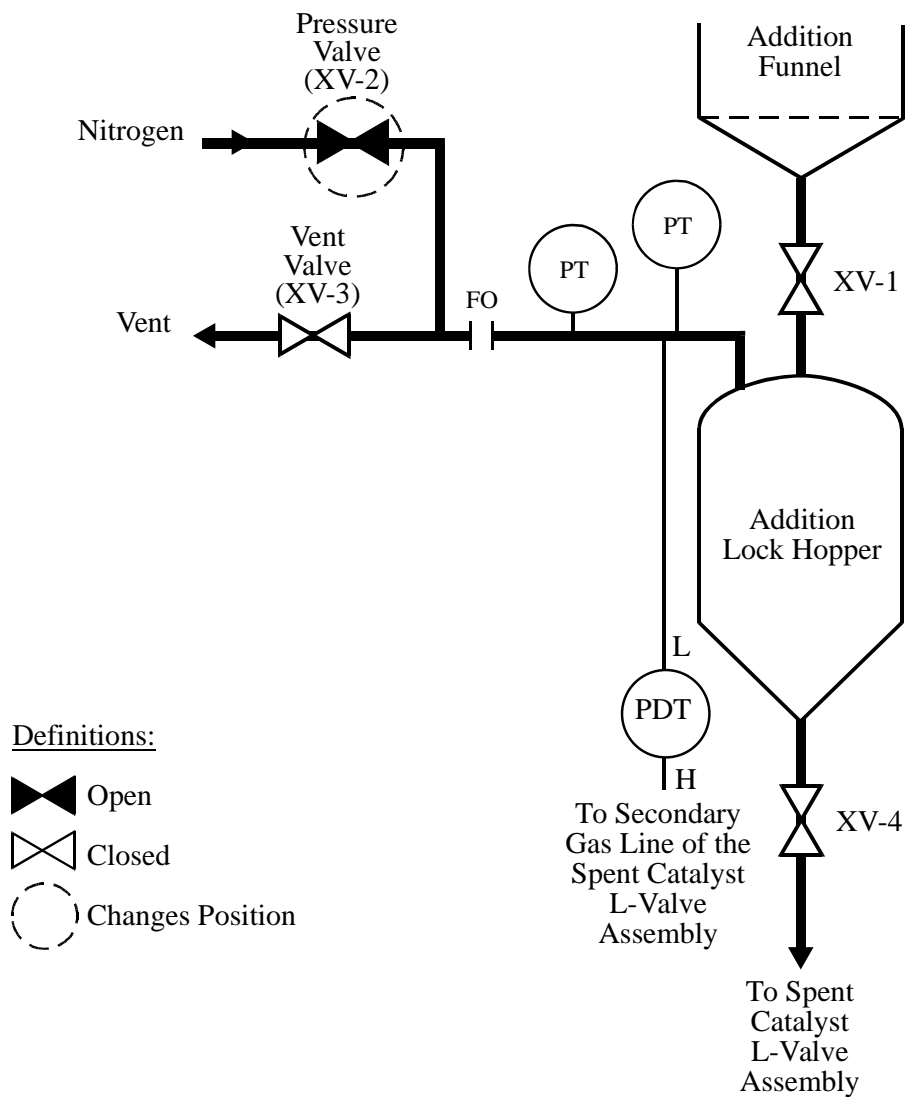 Pressure
Valve
(XV-2)
Nitrogen
Addition
Funnel
Vent
Valve
(XV-3)
Vent
FO
PT
PT
XV-1
Addition
Lock Hopper
L
PDT
H
To Secondary
Gas Line of the
Spent Catalyst
L-Valve
Assembly
XV-4
To Spent
Catalyst
L-Valve
Assembly
Definitions:
Open
Closed
Changes Position